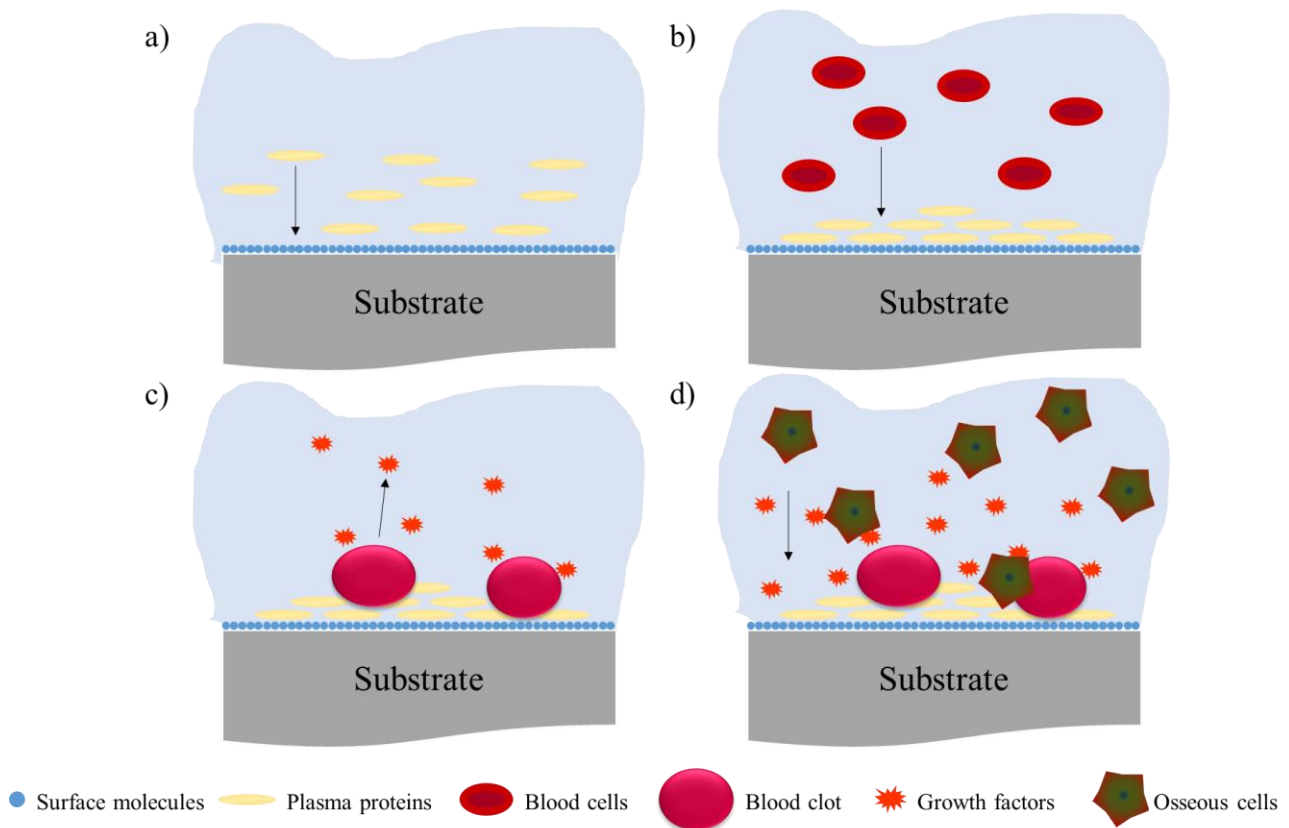 a)
b)
Substrate
Substrate
c)
d)
Substrate
Substrate
Surface molecules Plasma proteins Blood cells Blood clot Growth factors Osseous cells